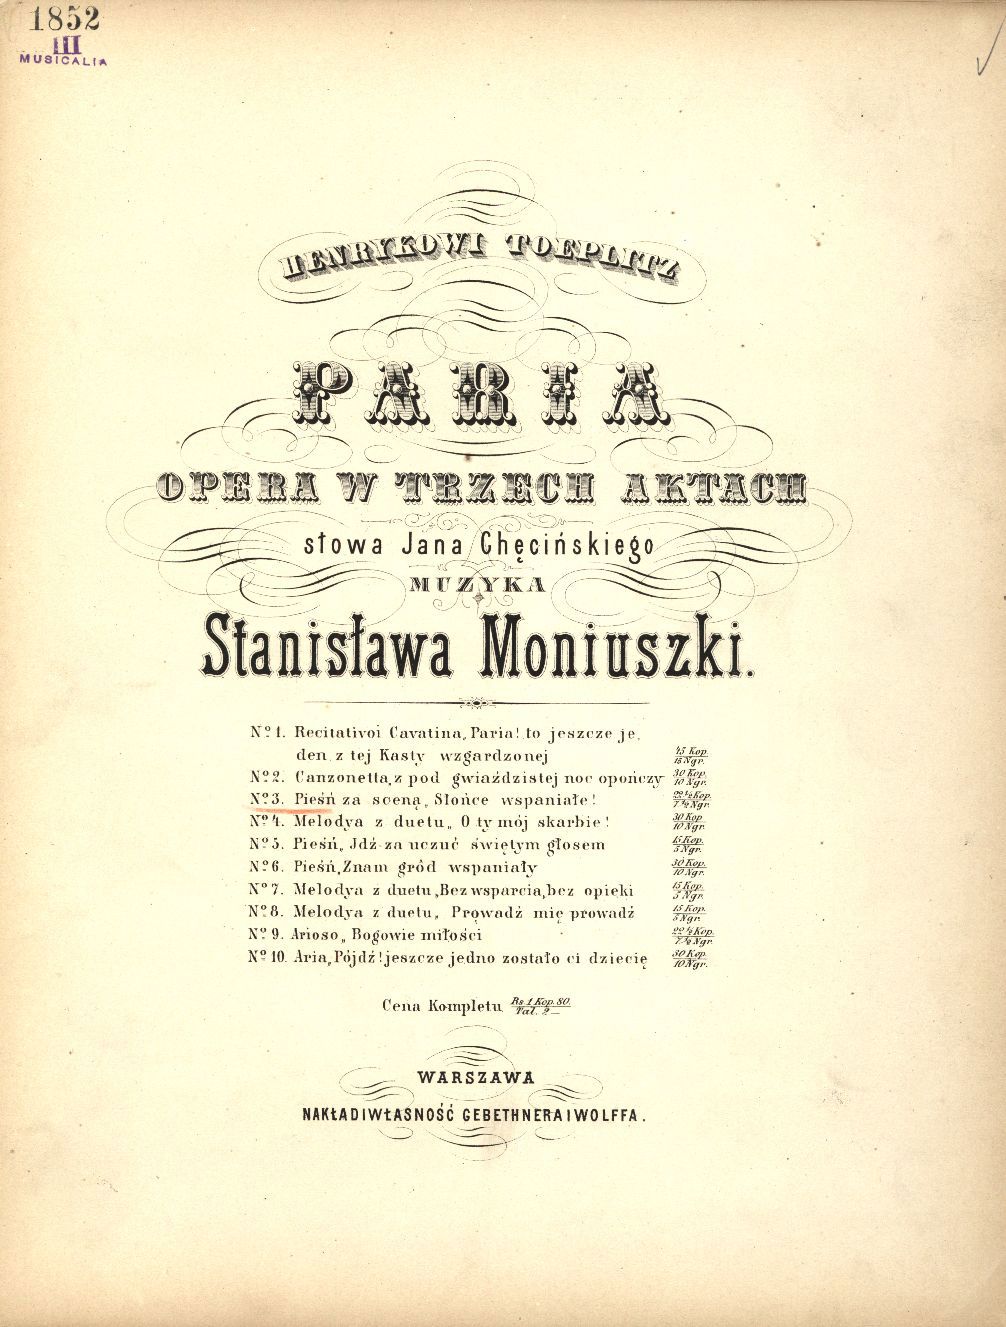 1852
III
MUSICALIA
HENRYKOWI TOEPLITZ
PARIA
OPERA W TRZECH AKTACH
słowa Jana Chęcińskiego
MUZYKA
Stanisława Moniuszki.
No 1. Recitativo i Cavatina „Paria! to jeszcze je.
den z tej Kasty wzgardzonej 45 Kop. 15 Ngr.
No 2. Canzonetta „z pod gwiaździstej noc opończy 30 Kop. 10 Ngr.
No 3. Pieśń za sceną „Słońce wspaniałe! 22½ Kop. 7½ Ngr.
No 4. Melodya z duetu „O ty mój skarbie! 30 Kop. 10 Ngr.
No 5. Pieśń „Jdź za uczuć świętym głosem 15 Kop. 5 Ngr.
No 6. Pieśń „Znam gród wspaniały 30 Kop. 10 Ngr.
No 7. Melodya z duetu „Bez wsparcia, bez opieki 15 Kop. 5 Ngr.
No 8. Melodya z duetu „Prowadź mię prowadź 15 Kop. 5 Ngr.
No 9. Arioso „Bogowie miłości 22½ Kop. 7½ Ngr.
No 10. Aria „Pójdź! jeszcze jedno zostało ci dziecię 30 Kop. 10 Ngr.
Cena Kompletu Rs. 1 Kop. 80. Tal. 2 —
WARSZAWA
NAKŁAD I WŁASNOŚĆ GEBETHNERA I WOLFFA.